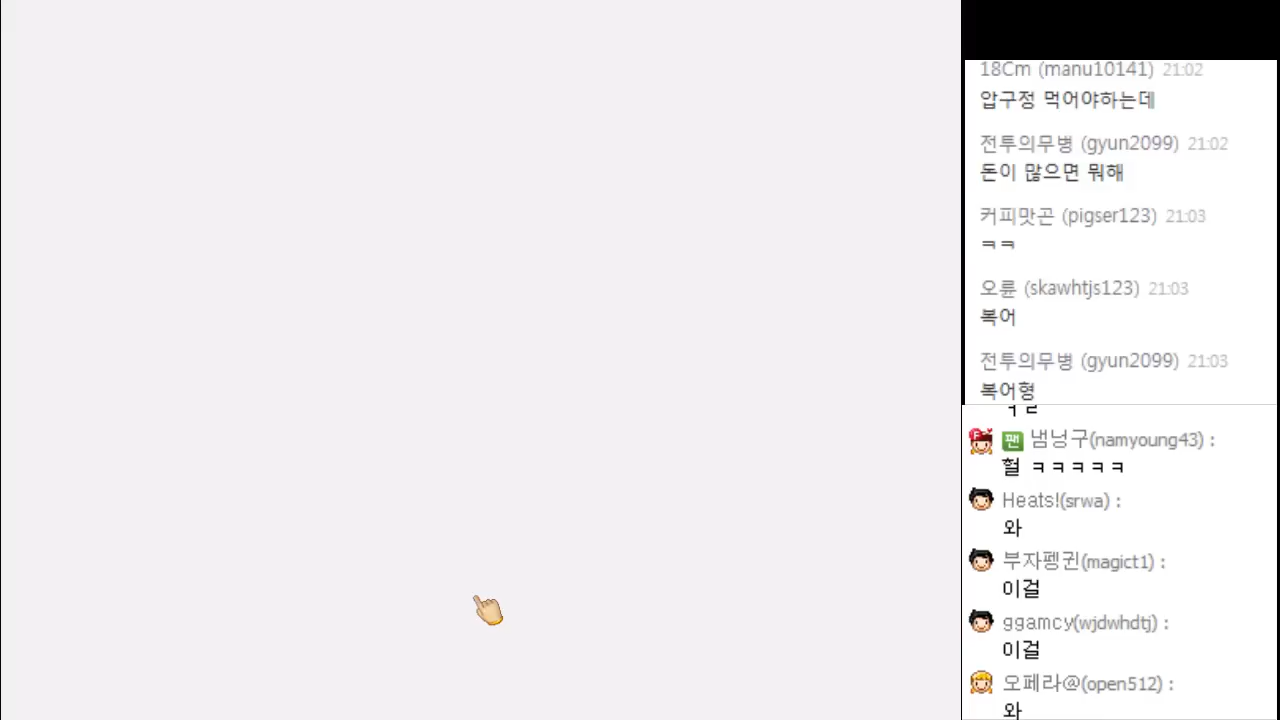 18Cm (manu10141) 21:02
압구정 먹어야하는데
전투의무병 (gyun2099) 21:02
돈이 많으면 뭐해
커피맛곤 (pigser123) 21:03
ㅋㅋ
오륜 (skawhtjs123) 21:03
복어
전투의무병 (gyun2099) 21:03
복어형
팬 냄닝구(namyoung43) :
헐 ㅋㅋㅋㅋㅋ
Heats!(srwa) :
와
부자펭귄(magict1) :
이걸
ggamcy(wjdwhdtj) :
이걸
오페라@(open512) :
와